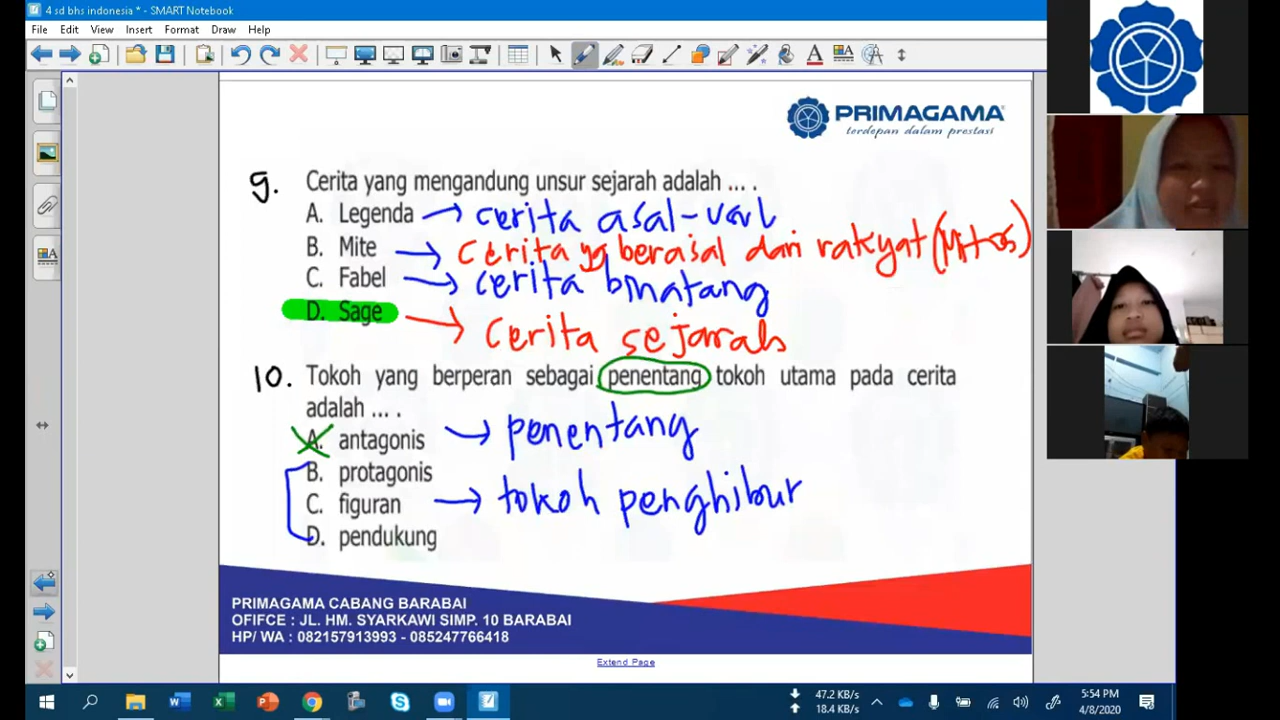 4 sd bhs indonesia * - SMART Notebook
File Edit View Insert Format Draw Help
PRIMAGAMA
terdepan dalam prestasi
9. Cerita yang mengandung unsur sejarah adalah ... .
A. Legenda → cerita asal-usul
B. Mite → cerita yg berasal dari rakyat (Mitos)
C. Fabel → cerita binatang
D. Sage → Cerita sejarah
10. Tokoh yang berperan sebagai penentang tokoh utama pada cerita
adalah ... .
A. antagonis → penentang
B. protagonis
C. figuran → tokoh penghibur
D. pendukung
PRIMAGAMA CABANG BARABAI
OFIFCE : JL. HM. SYARKAWI SIMP. 10 BARABAI
HP/ WA : 082157913993 - 085247766418
Extend Page
47.2 KB/s
18.4 KB/s
5:54 PM
4/8/2020